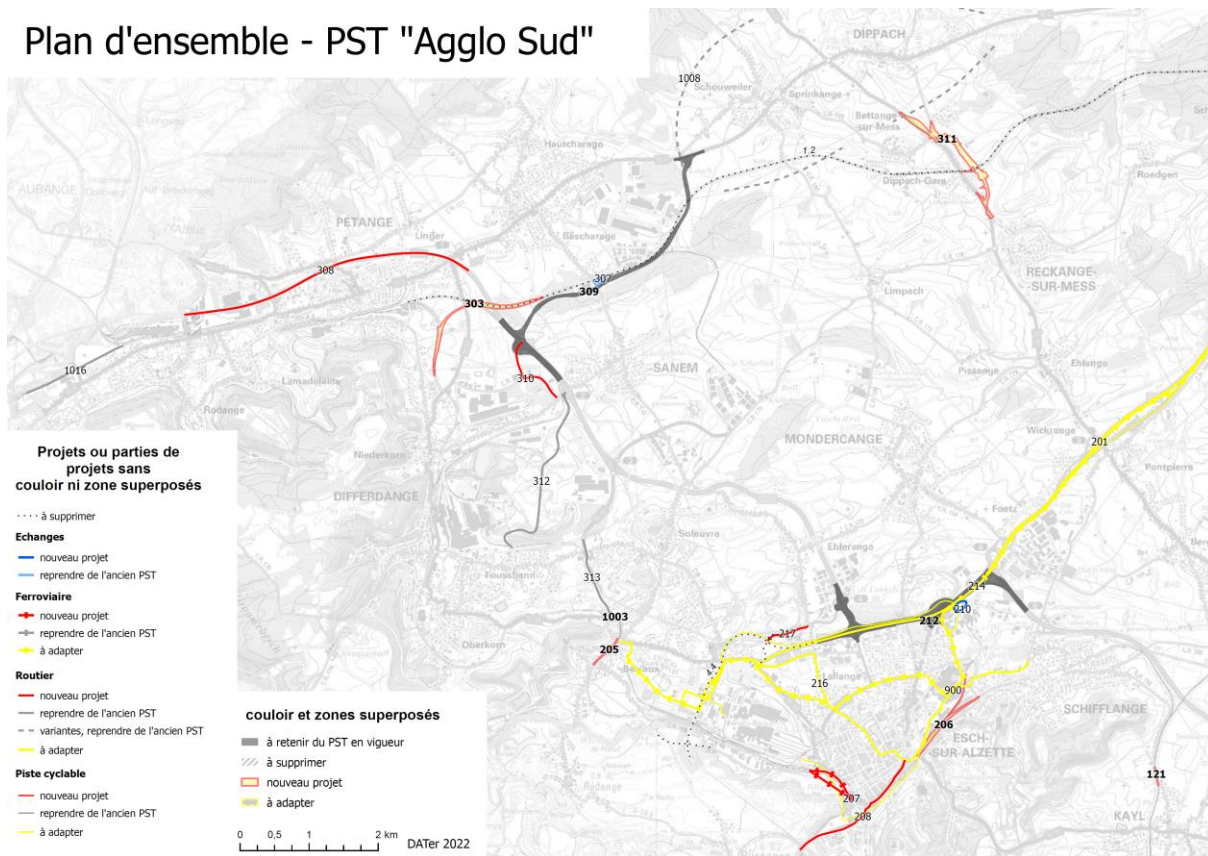 Plan d'ensemble - PST "Agglo Sud"
DIPPACH
1008
Schouweiler
Sprinkange
Bettange-
sur-Mess
311
Hautcharage
1.2
Dippach-Gare
Roedgen
AUBANGE
PÉTANGE
Linger
Bascharage
308
307
309
303
RECKANGE-
SUR-MESS
Limpach
Ehlange
1016
Lamadelaine
310
SANEM
Pissange
Rodange
Wickrange
201
MONDERCANGE
Pontpierre
Niederkorn
312
DIFFERDANGE
Foetz
Soleuvre
Ehlerange
Fousbann
313
214
210
1003
212
217
Oberkorn
205
Belvaux
4.4
216
Lallange
900
SCHIFFLANGE
206
ESCH
-SUR-ALZETTE
121
Rédange
207
208
KAYL
Projets ou parties de
projets sans
couloir ni zone superposés
à supprimer
Echanges
nouveau projet
reprendre de l'ancien PST
Ferroviaire
nouveau projet
reprendre de l'ancien PST
à adapter
Routier
nouveau projet
reprendre de l'ancien PST
variantes, reprendre de l'ancien PST
à adapter
Piste cyclable
nouveau projet
reprendre de l'ancien PST
à adapter
couloir et zones superposés
à retenir du PST en vigueur
à supprimer
nouveau projet
à adapter
0 0,5 1 2 km
DATer 2022